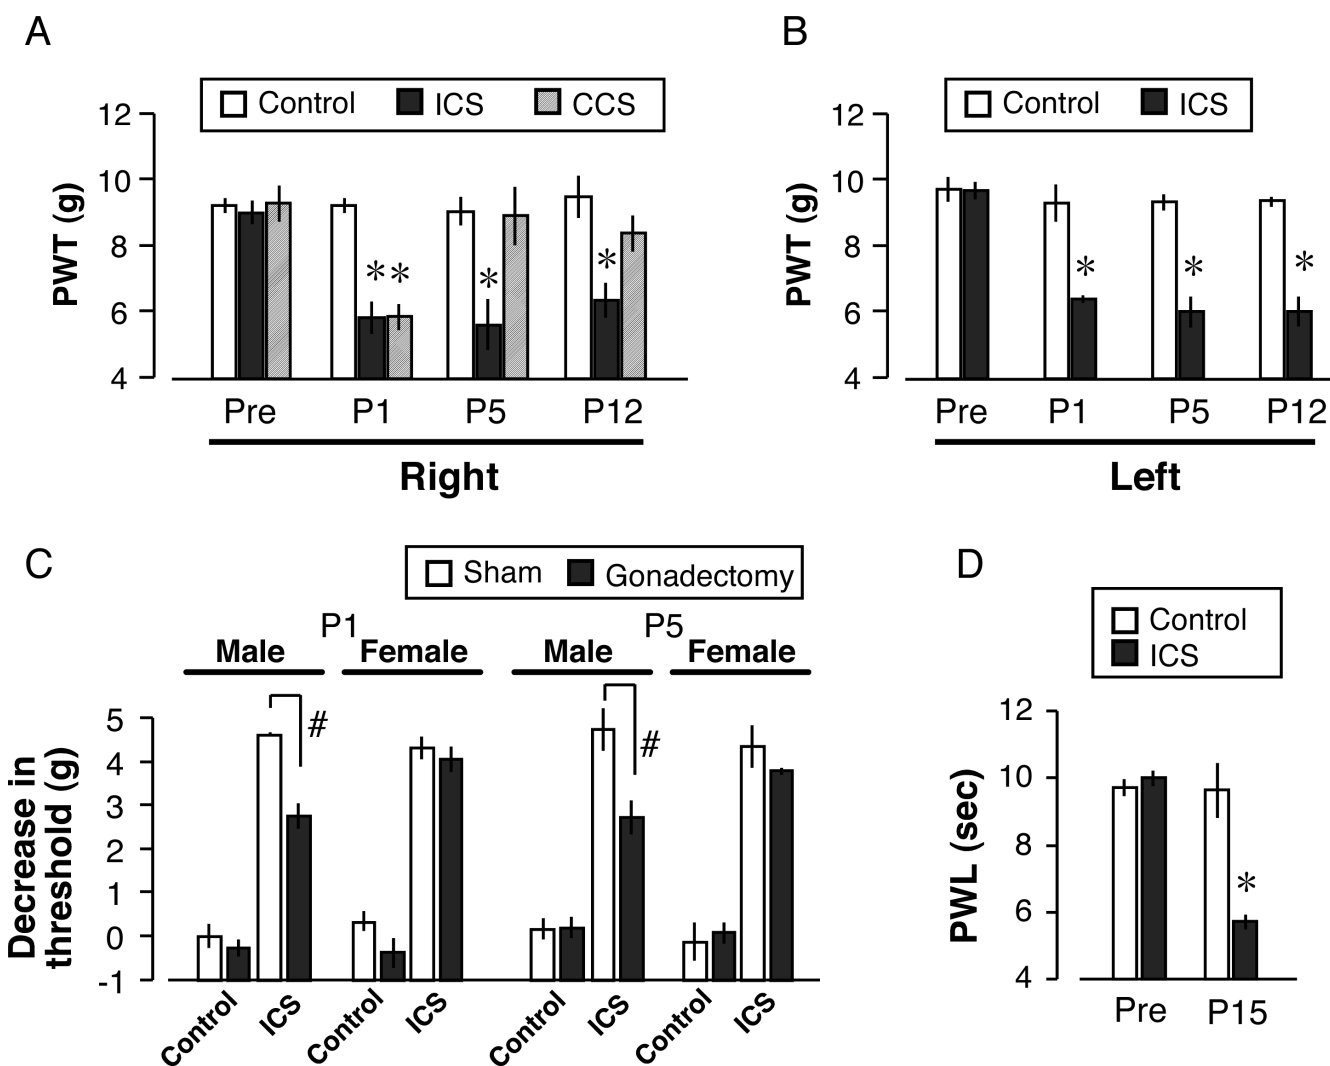 A
Control ICS CCS
PWT (g)
12
10
8
6
4
* * * *
Pre P1 P5 P12
Right
B
Control ICS
PWT (g)
12
10
8
6
4
* * *
Pre P1 P5 P12
Left
C
Sham Gonadectomy
P1 P5
Male Female Male Female
Decrease in
threshold (g)
5
4
3
2
1
0
-1
# #
Control ICS Control ICS Control ICS Control ICS
D
Control
ICS
PWL (sec)
12
10
8
6
4
*
Pre P15